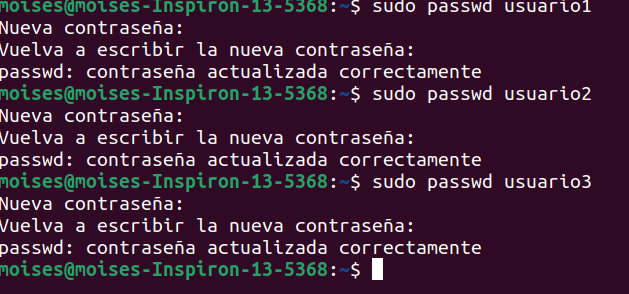 moises@moises-Inspiron-13-5368:~$ sudo passwd usuario1
Nueva contraseña:
Vuelva a escribir la nueva contraseña:
passwd: contraseña actualizada correctamente
moises@moises-Inspiron-13-5368:~$ sudo passwd usuario2
Nueva contraseña:
Vuelva a escribir la nueva contraseña:
passwd: contraseña actualizada correctamente
moises@moises-Inspiron-13-5368:~$ sudo passwd usuario3
Nueva contraseña:
Vuelva a escribir la nueva contraseña:
passwd: contraseña actualizada correctamente
moises@moises-Inspiron-13-5368:~$